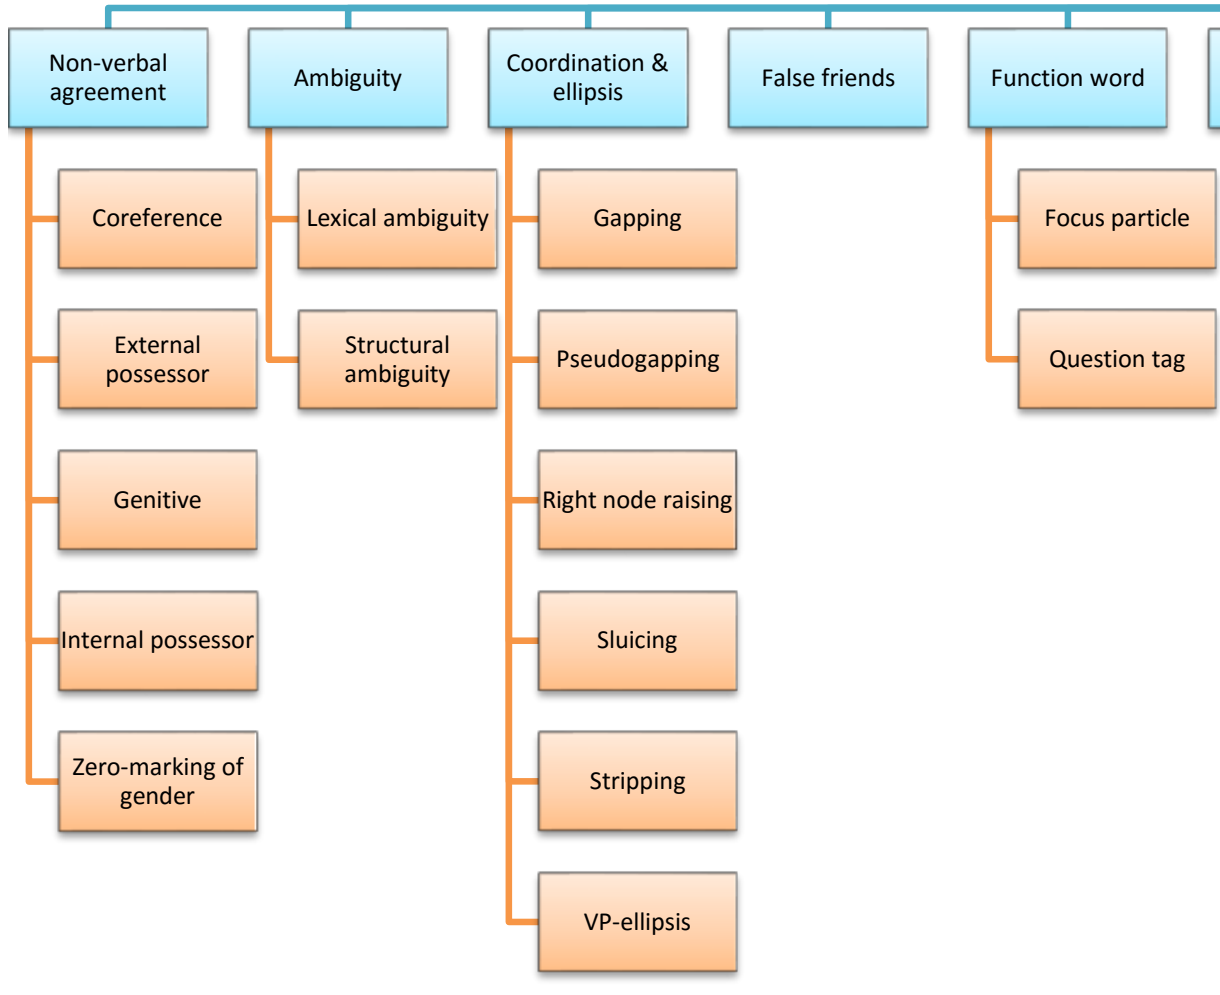 Non-verbal
agreement
Ambiguity
Coordination &
ellipsis
False friends
Function word
Coreference
External
possessor
Genitive
Internal possessor
Zero-marking of
gender
Lexical ambiguity
Structural
ambiguity
Gapping
Pseudogapping
Right node raising
Sluicing
Stripping
VP-ellipsis
Focus particle
Question tag